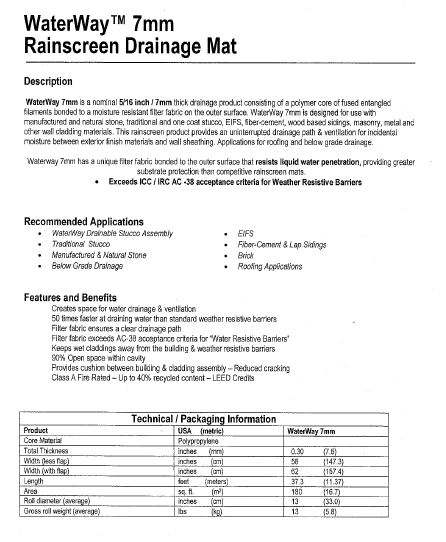 WaterWay™ 7mm
Rainscreen Drainage Mat
Description
WaterWay 7mm is a nominal 5/16 inch / 7mm thick drainage product consisting of a polymer core of fused entangled
filaments bonded to a moisture resistant filter fabric on the outer surface. WaterWay 7mm is designed for use with
manufactured and natural stone, traditional and one coat stucco, EIFS, fiber-cement, wood based sidings, masonry, metal and
other wall cladding materials. This rainscreen product provides an uninterrupted drainage path & ventilation for incidental
moisture between exterior finish materials and wall sheathing. Applications for roofing and below grade drainage.
Waterway 7mm has a unique filter fabric bonded to the outer surface that resists liquid water penetration, providing greater
substrate protection than competitive rainscreen mats.
• Exceeds ICC / IRC AC -38 acceptance criteria for Weather Resistive Barriers
Recommended Applications
• WaterWay Drainable Stucco Assembly
• Traditional Stucco
• Manufactured & Natural Stone
• Below Grade Drainage
• EIFS
• Fiber-Cement & Lap Sidings
• Brick
• Roofing Applications
Features and Benefits
Creates space for water drainage & ventilation
50 times faster at draining water than standard weather resistive barriers
Filter fabric ensures a clear drainage path
Filter fabric exceeds AC-38 acceptance criteria for "Water Resistive Barriers"
Keeps wet claddings away from the building & weather resistive barriers
90% Open space within cavity
Provides cushion between building & cladding assembly – Reduced cracking
Class A Fire Rated – Up to 40% recycled content – LEED Credits
Technical / Packaging Information
Product USA (metric) WaterWay 7mm
Core Material Polypropylene
Total Thickness inches (mm) 0.30 (7.6)
Width (less flap) inches (cm) 58 (147.3)
Width (with flap) inches (cm) 62 (157.4)
Length feet (meters) 37.3 (11.37)
Area sq. ft. (m²) 180 (16.7)
Roll diameter (average) inches (cm) 13 (33.0)
Gross roll weight (average) lbs (kg) 13 (5.8)